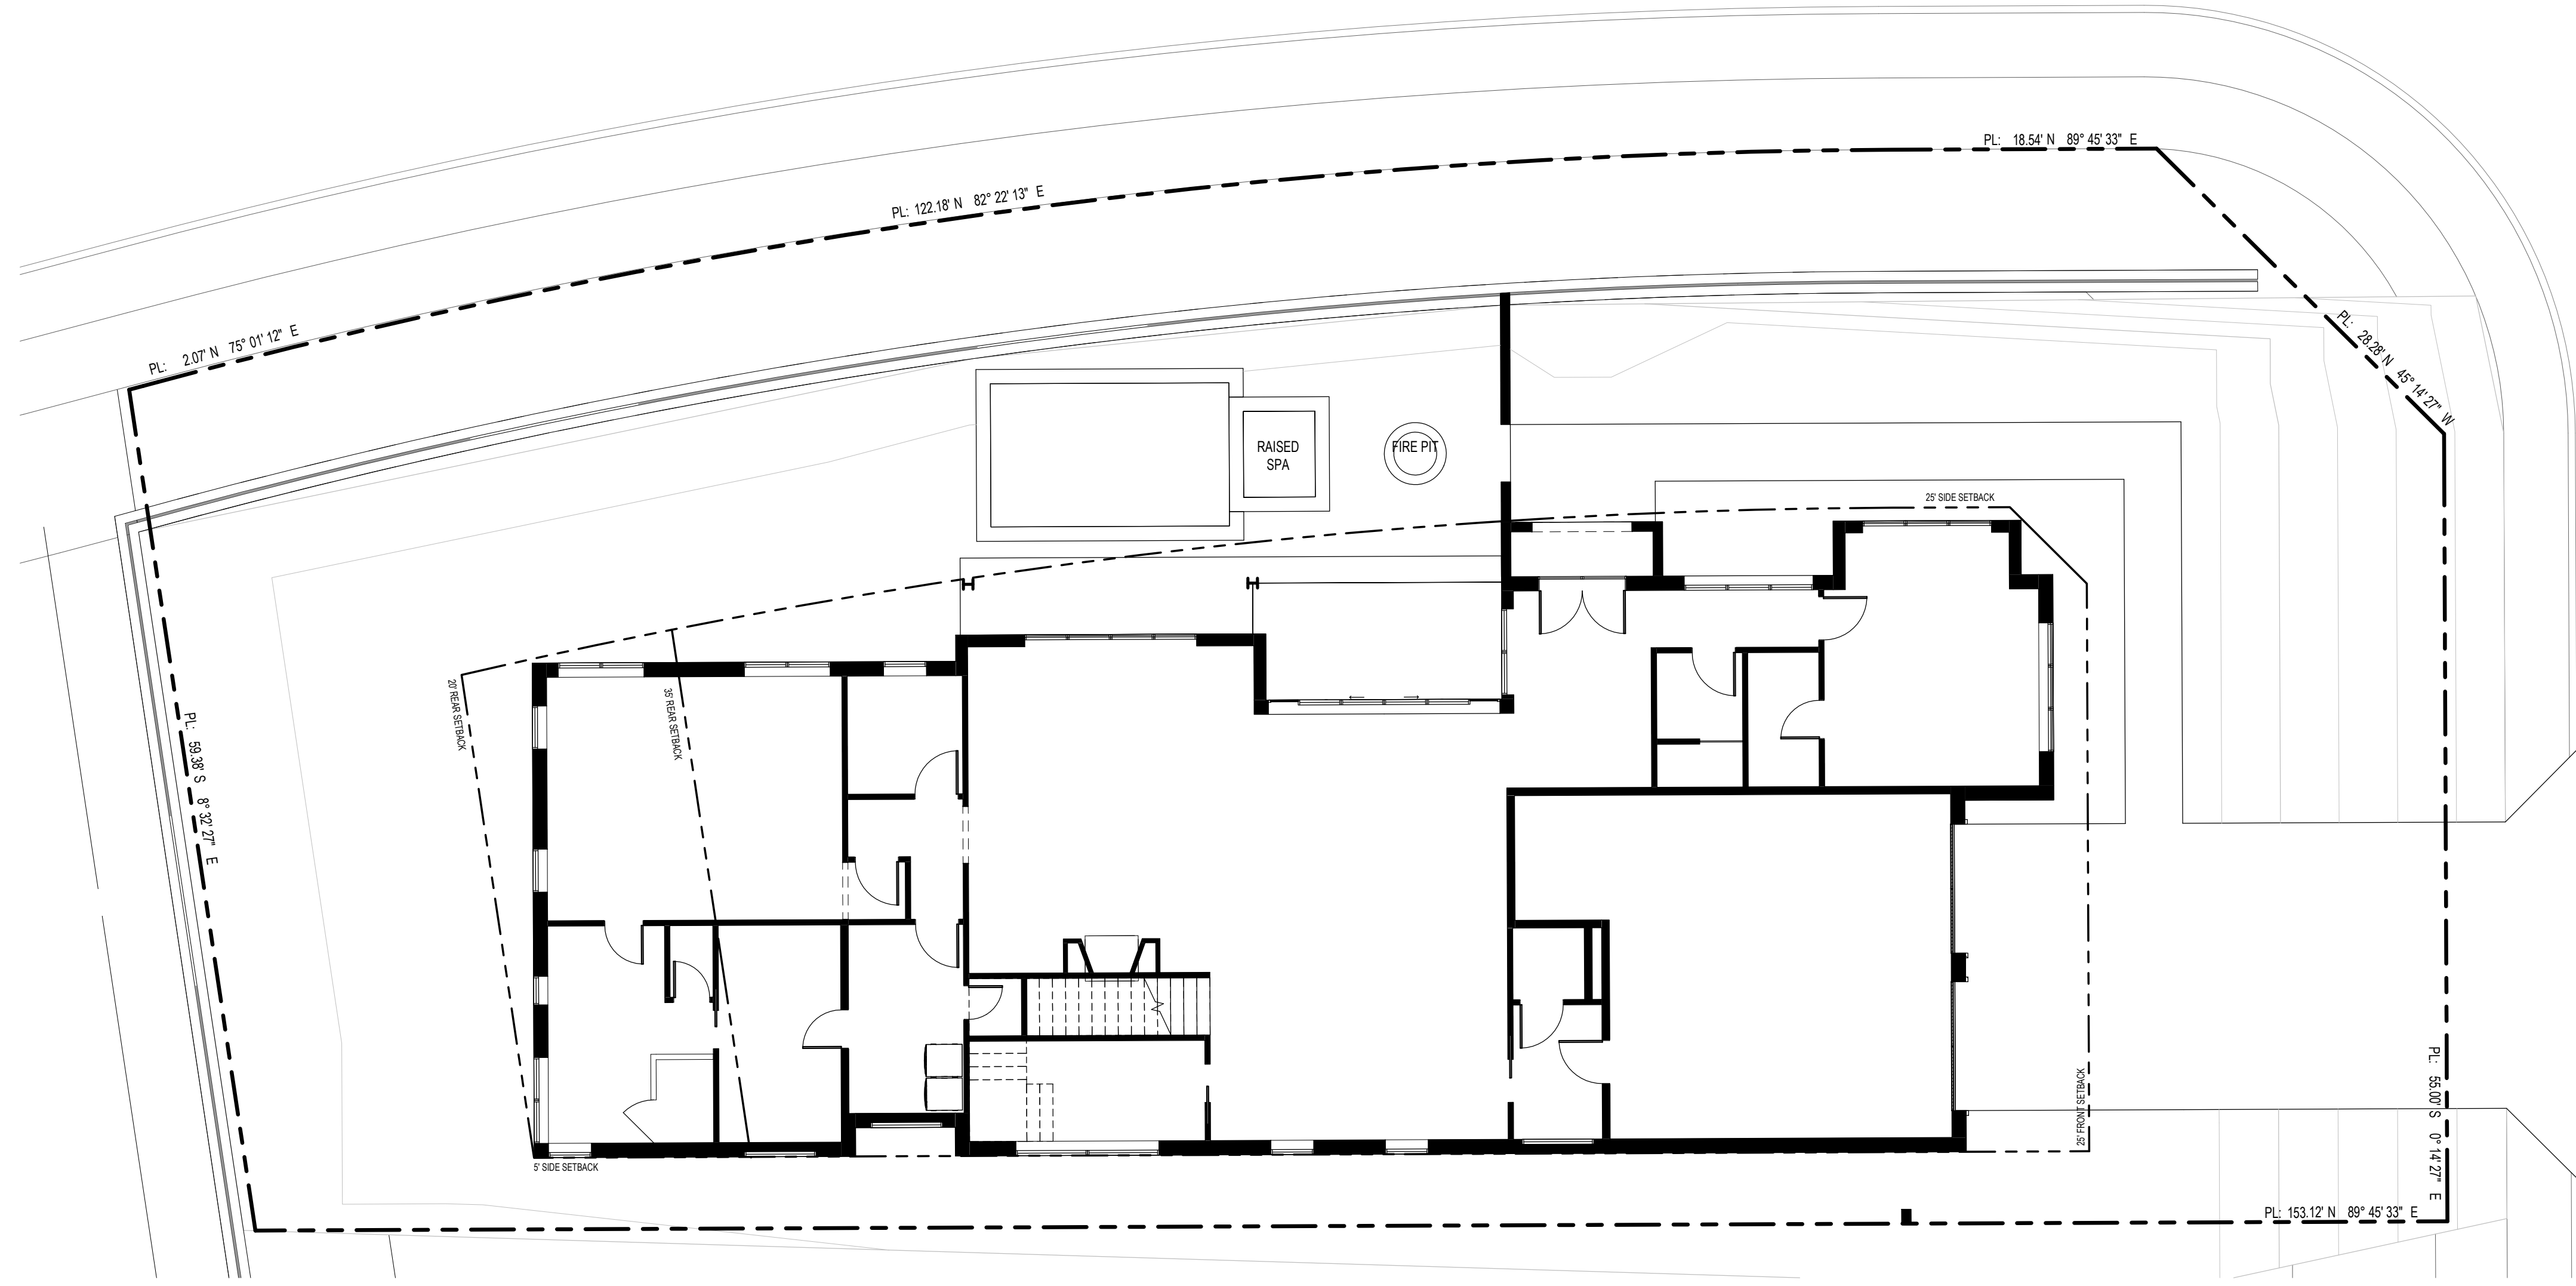 PL: 18.54' N 89° 45' 33" E
PL: 122.18' N 82° 22' 13" E
PL: 2.07' N 75° 01' 12" E
PL: 28.28' N 45° 14' 27" W
RAISED
SPA
FIRE PIT
25' SIDE SETBACK
20' REAR SETBACK
35' REAR SETBACK
PL: 59.38' S 8° 32' 27" E
PL: 55.00' S 0° 14' 27" E
25' FRONT SETBACK
5' SIDE SETBACK
PL: 153.12' N 89° 45' 33" E